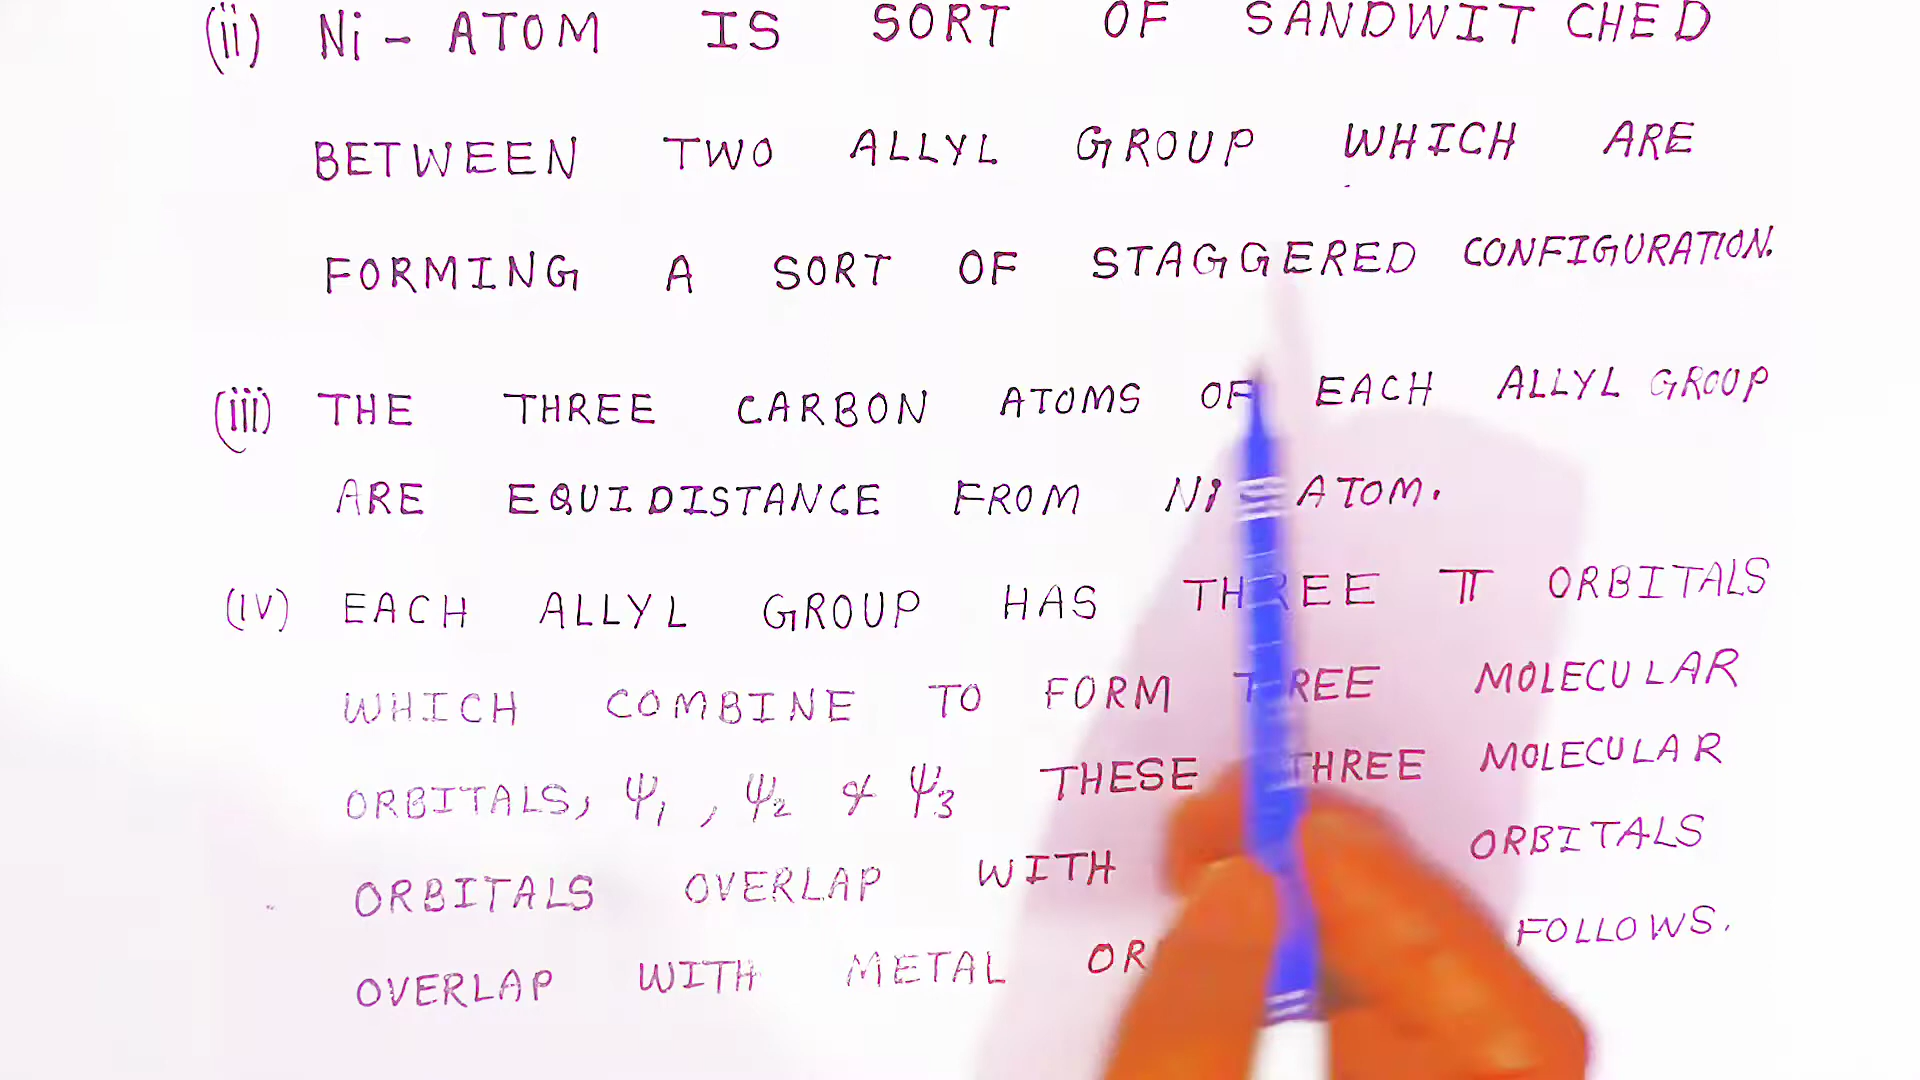 (ii) Ni - ATOM IS SORT OF SANDWITCHED
BETWEEN TWO ALLYL GROUP WHICH ARE
FORMING A SORT OF STAGGERED CONFIGURATION.
(iii) THE THREE CARBON ATOMS OF EACH ALLYL GROUP
ARE EQUIDISTANCE FROM Ni - ATOM.
(iv) EACH ALLYL GROUP HAS THREE π ORBITALS
WHICH COMBINE TO FORM THREE MOLECULAR
ORBITALS, Ψ1 , Ψ2 & Ψ3 THESE THREE MOLECULAR
ORBITALS OVERLAP WITH ORBITALS
OVERLAP WITH METAL FOLLOWS.